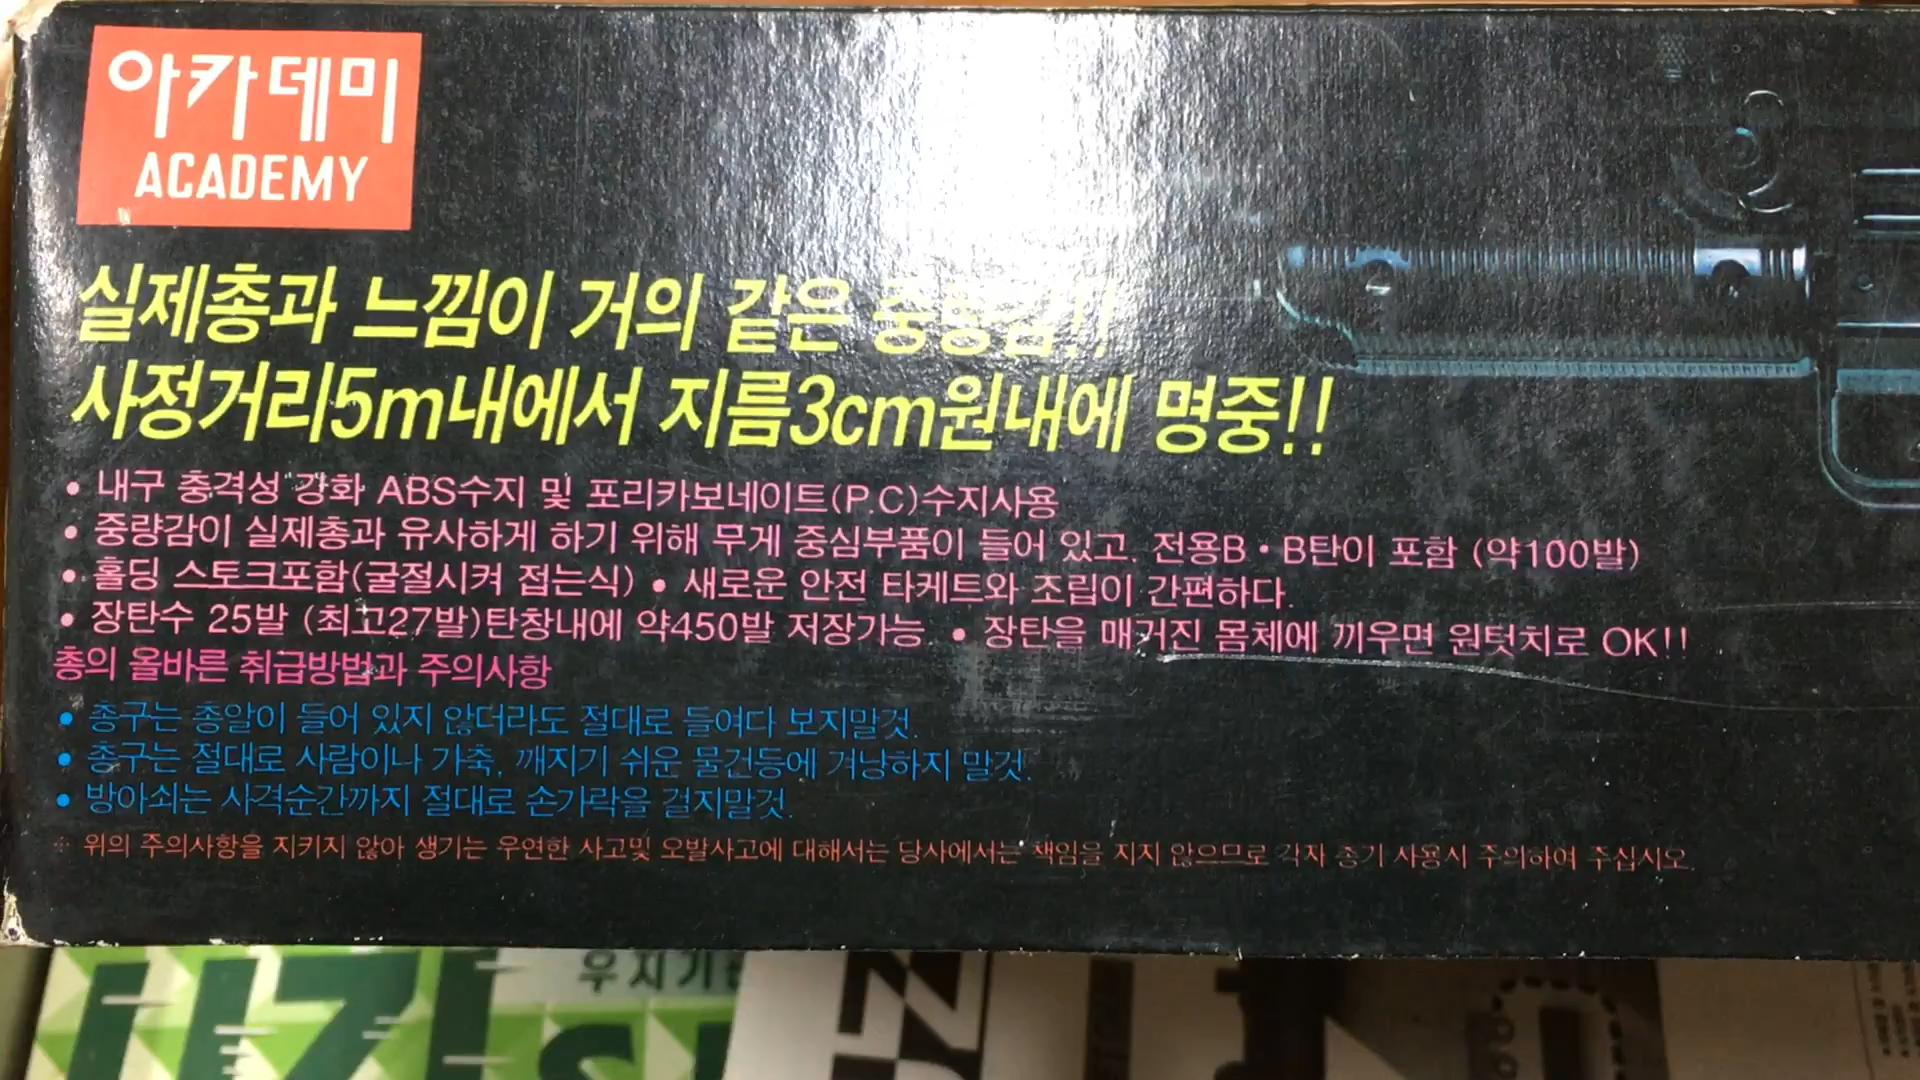 아카데미
ACADEMY
실제총과 느낌이 거의 같은 중량감!!
사정거리5m내에서 지름3cm원내에 명중!!
• 내구 충격성 강화 ABS수지 및 포리카보네이트(P.C)수지사용
• 중량감이 실제총과 유사하게 하기 위해 무게 중심부품이 들어 있고, 전용B•B탄이 포함 (약100발)
• 홀딩 스토크포함(굴절시켜 접는식) • 새로운 안전 타케트와 조립이 간편하다.
• 장탄수 25발 (최고27발)탄창내에 약450발 저장가능 • 장탄을 매거진 몸체에 끼우면 원텃치로 OK!!
총의 올바른 취급방법과 주의사항
• 총구는 총알이 들어 있지 않더라도 절대로 들여다 보지말것.
• 총구는 절대로 사람이나 가축, 깨지기 쉬운 물건등에 겨냥하지 말것.
• 방아쇠는 사격순간까지 절대로 손가락을 걸지말것.
※ 위의 주의사항을 지키지 않아 생기는 우연한 사고및 오발사고에 대해서는 당사에서는 책임을 지지 않으므로 각자 총기 사용시 주의하여 주십시오.
우지기관